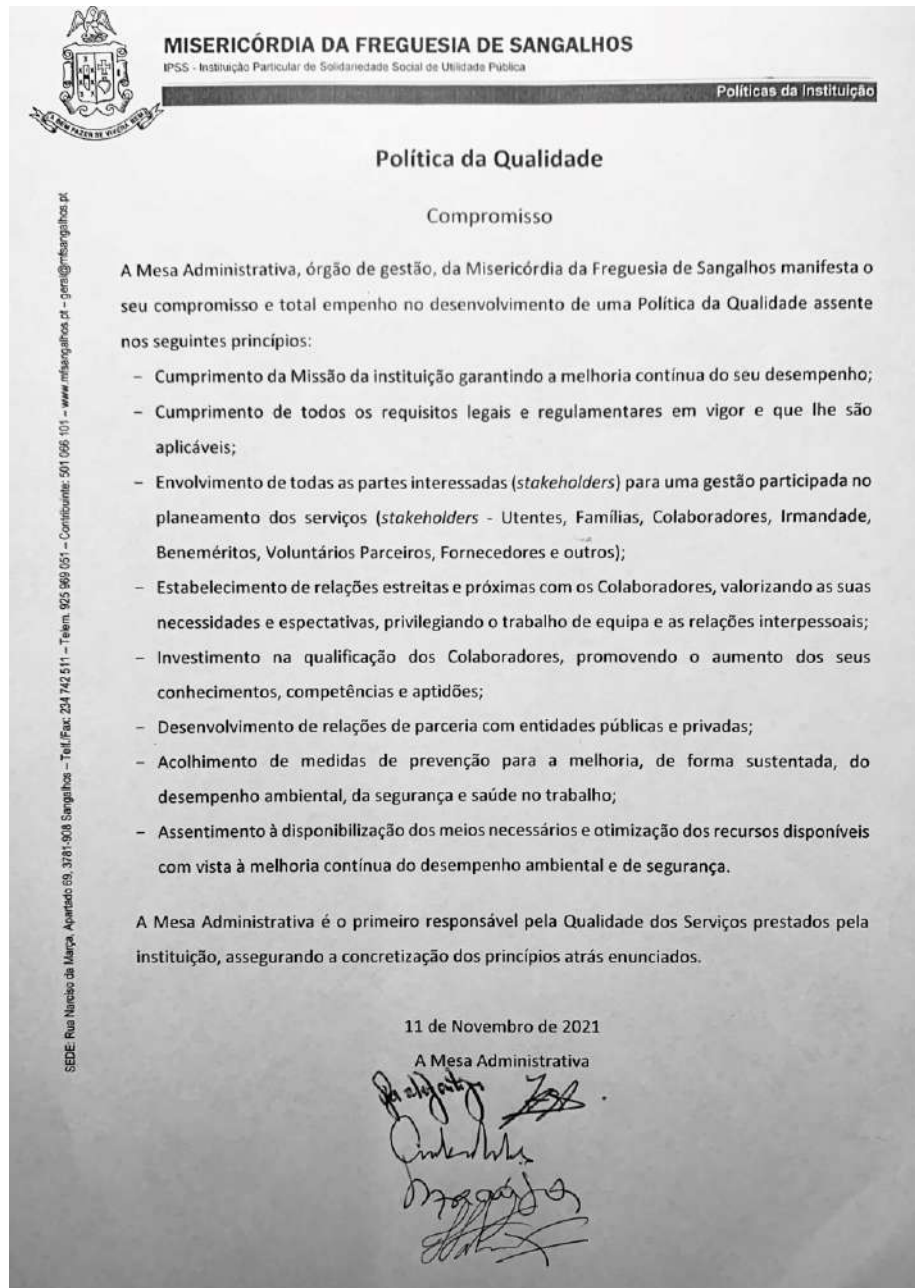 MISERICÓRDIA DA FREGUESIA DE SANGALHOS
IPSS - Instituição Particular de Solidariedade Social de Utilidade Pública
Políticas da Instituição
A BEM FAZER DE VIVERÁ BEM
Política da Qualidade
Compromisso
A Mesa Administrativa, órgão de gestão, da Misericórdia da Freguesia de Sangalhos manifesta o
seu compromisso e total empenho no desenvolvimento de uma Política da Qualidade assente
nos seguintes princípios:
– Cumprimento da Missão da instituição garantindo a melhoria contínua do seu desempenho;
– Cumprimento de todos os requisitos legais e regulamentares em vigor e que lhe são
aplicáveis;
– Envolvimento de todas as partes interessadas (stakeholders) para uma gestão participada no
planeamento dos serviços (stakeholders - Utentes, Famílias, Colaboradores, Irmandade,
Beneméritos, Voluntários Parceiros, Fornecedores e outros);
– Estabelecimento de relações estreitas e próximas com os Colaboradores, valorizando as suas
necessidades e espectativas, privilegiando o trabalho de equipa e as relações interpessoais;
– Investimento na qualificação dos Colaboradores, promovendo o aumento dos seus
conhecimentos, competências e aptidões;
– Desenvolvimento de relações de parceria com entidades públicas e privadas;
– Acolhimento de medidas de prevenção para a melhoria, de forma sustentada, do
desempenho ambiental, da segurança e saúde no trabalho;
– Assentimento à disponibilização dos meios necessários e otimização dos recursos disponíveis
com vista à melhoria contínua do desempenho ambiental e de segurança.
A Mesa Administrativa é o primeiro responsável pela Qualidade dos Serviços prestados pela
instituição, assegurando a concretização dos princípios atrás enunciados.
11 de Novembro de 2021
A Mesa Administrativa
SEDE: Rua Narciso da Marça, Apartado 69, 3781-908 Sangalhos – Telf./Fax: 234 742 511 – Telem. 925 969 051 – Contribuinte: 501 066 101 – www.mfsangalhos.pt – geral@mfsangalhos.pt